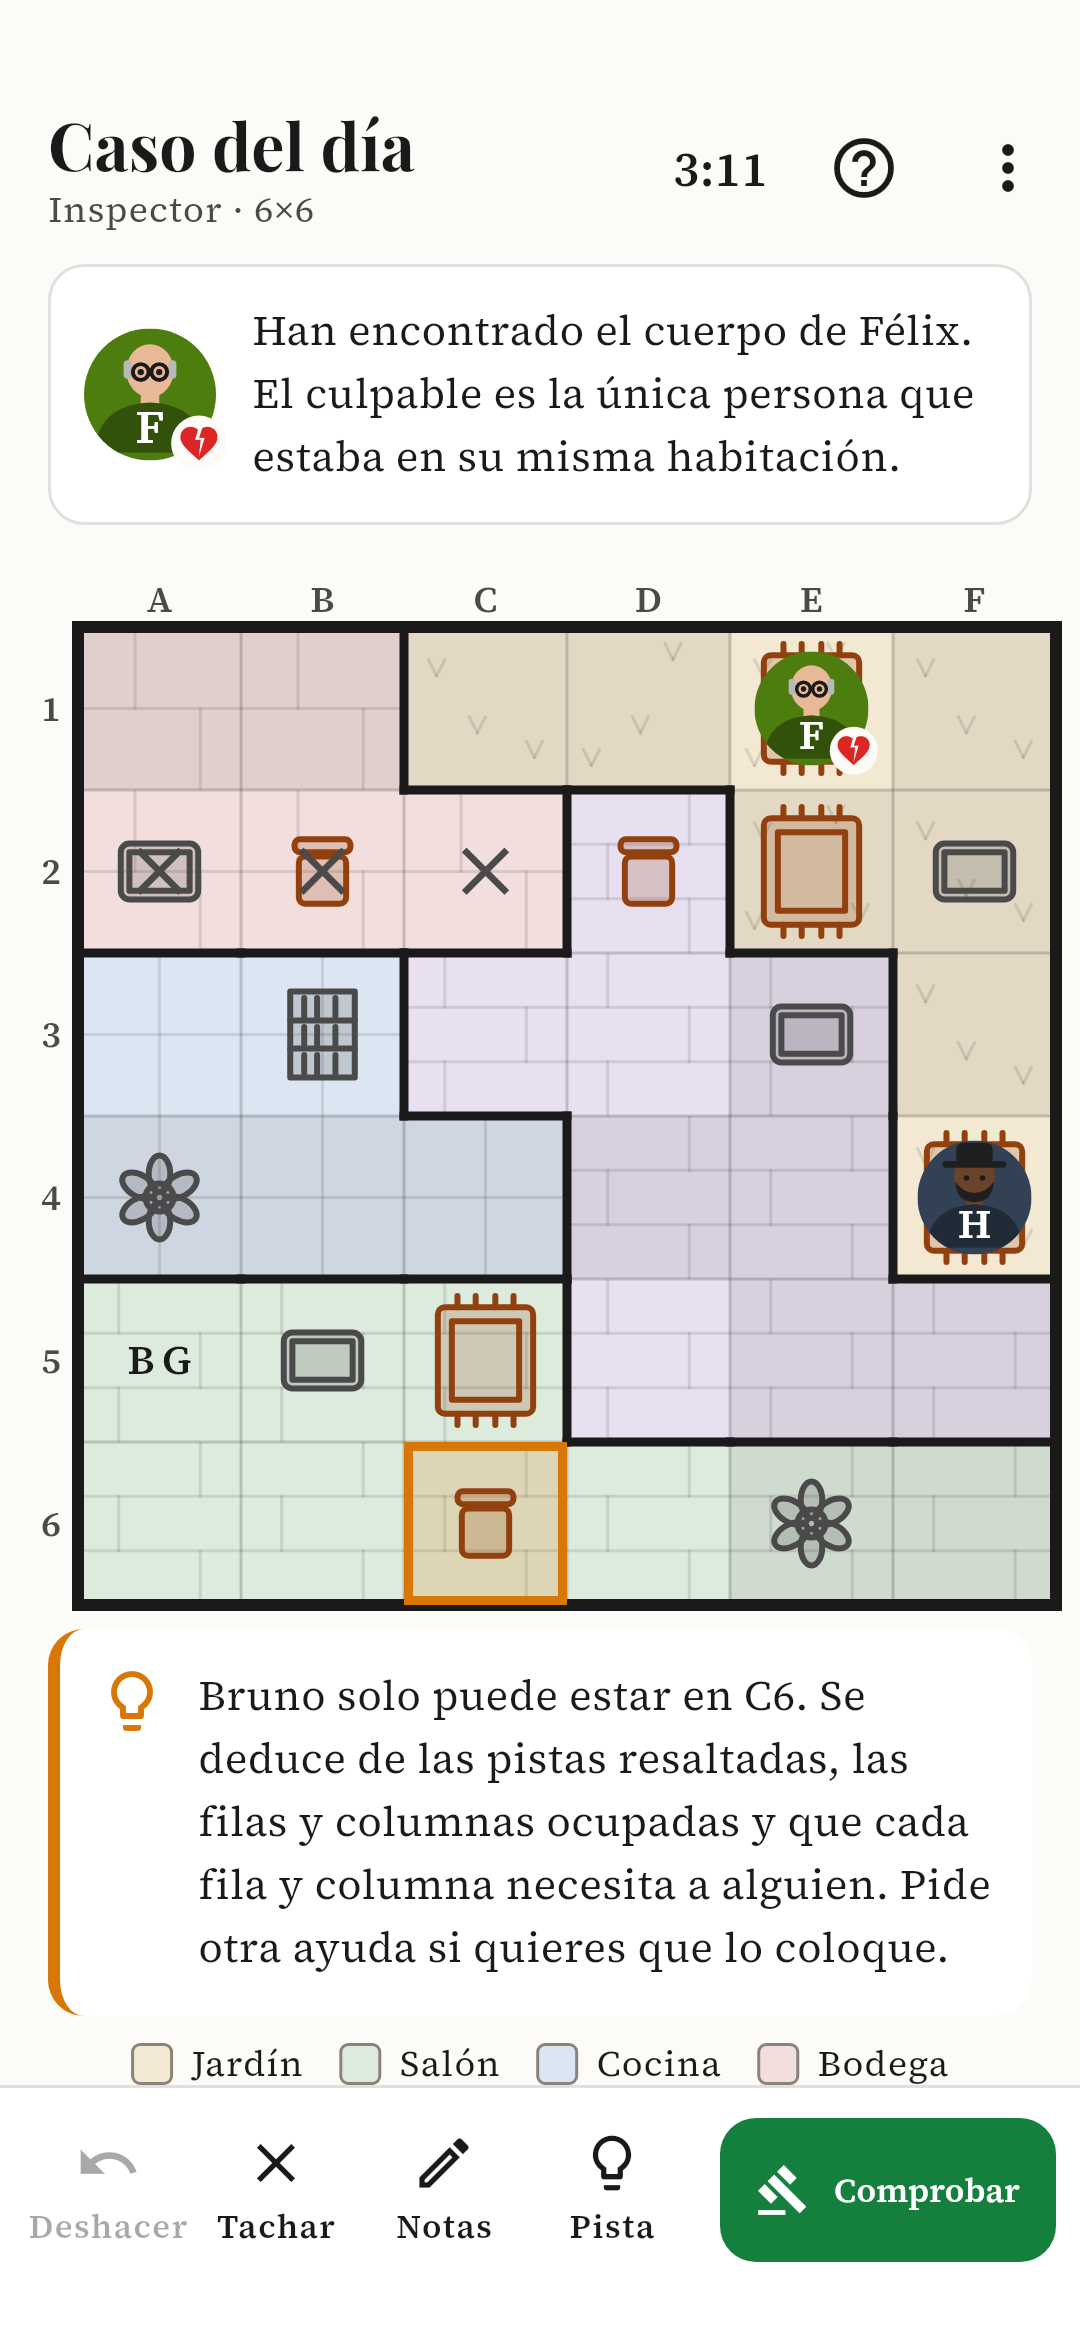 Caso del día
Inspector · 6×6
3:11
F
Han encontrado el cuerpo de Félix.
El culpable es la única persona que
estaba en su misma habitación.
A B C D E F
1
F
2
3
4
H
5
B G
6
Bruno solo puede estar en C6. Se
deduce de las pistas resaltadas, las
filas y columnas ocupadas y que cada
fila y columna necesita a alguien. Pide
otra ayuda si quieres que lo coloque.
Jardín Salón Cocina Bodega
Deshacer Tachar Notas Pista Comprobar